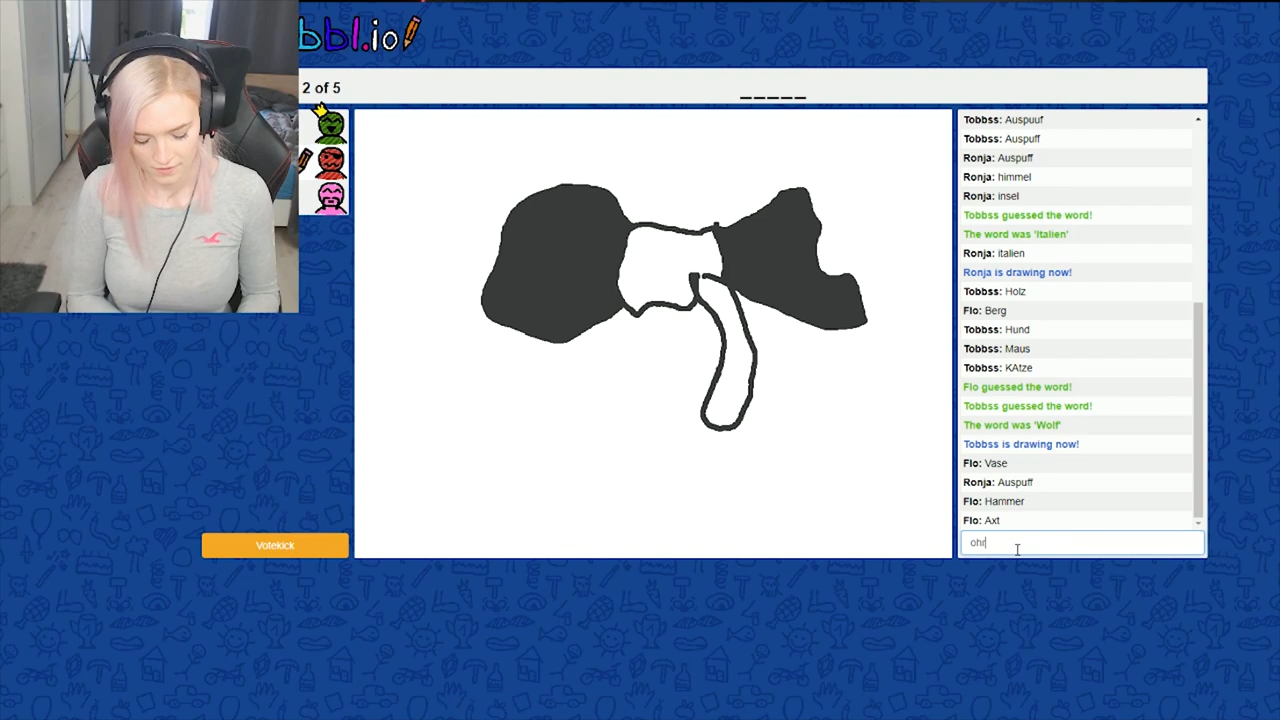 bbl.io
2 of 5
_ _ _ _ _
Tobbss: Auspuuf
Tobbss: Auspuff
Ronja: Auspuff
Ronja: himmel
Ronja: insel
Tobbss guessed the word!
The word was 'Italien'
Ronja: italien
Ronja is drawing now!
Tobbss: Holz
Flo: Berg
Tobbss: Hund
Tobbss: Maus
Tobbss: KAtze
Flo guessed the word!
Tobbss guessed the word!
The word was 'Wolf'
Tobbss is drawing now!
Flo: Vase
Ronja: Auspuff
Flo: Hammer
Flo: Axt
ohr
Votekick